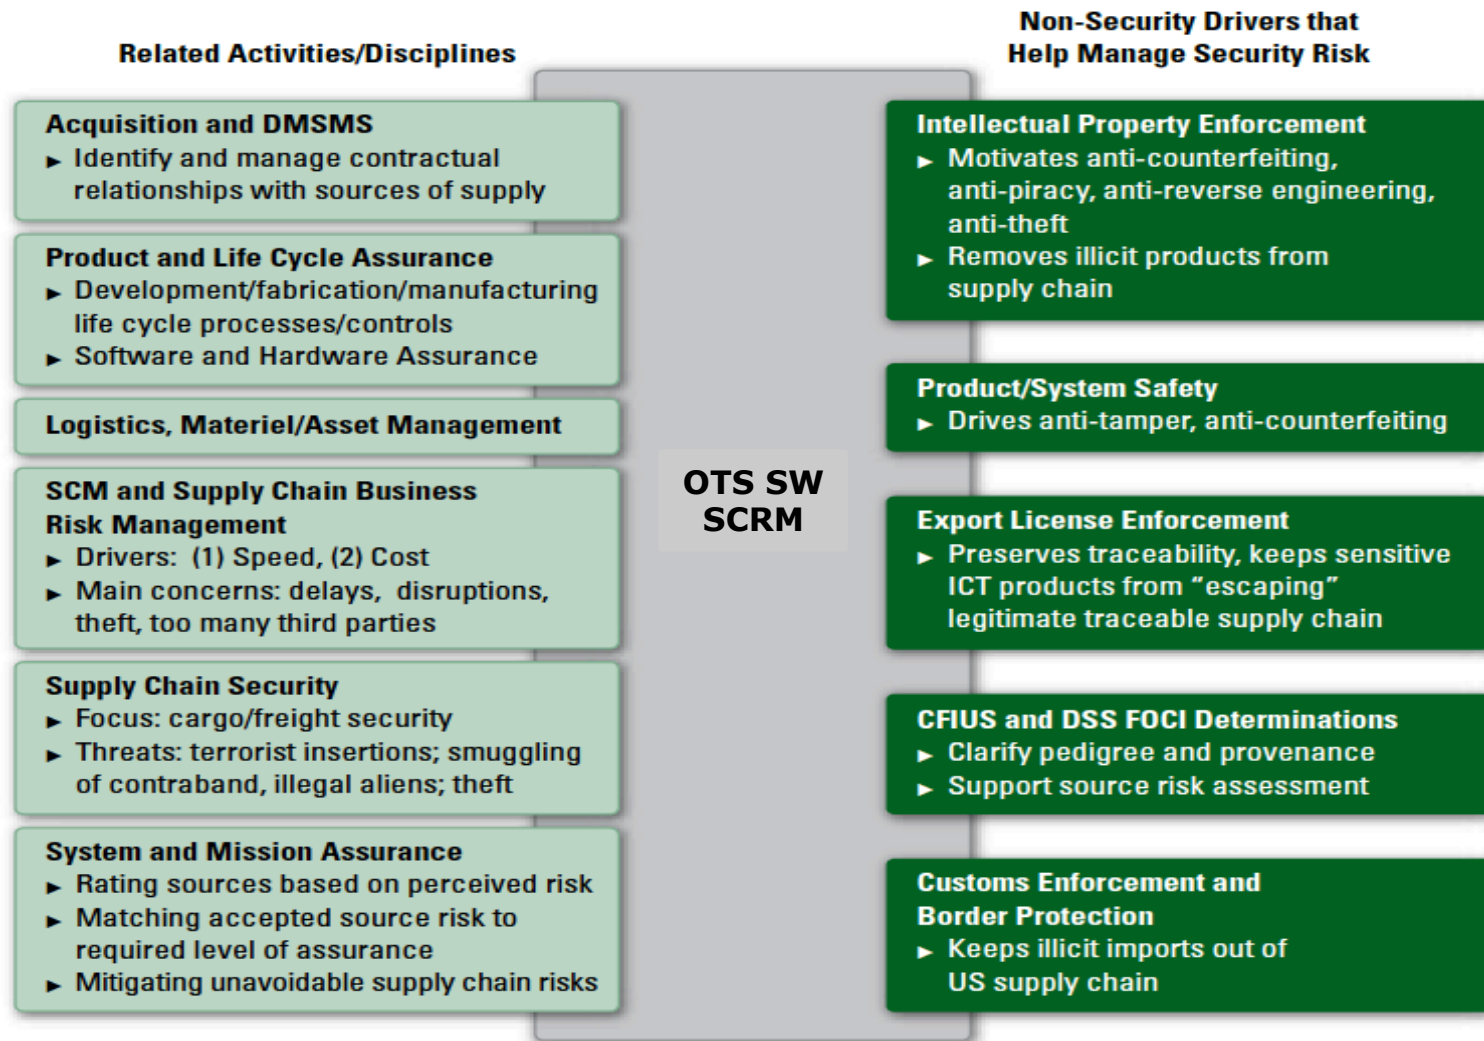 Related Activities/Disciplines
Acquisition and DMSMS
► Identify and manage contractual
relationships with sources of supply
Product and Life Cycle Assurance
► Development/fabrication/manufacturing
life cycle processes/controls
► Software and Hardware Assurance
Logistics, Materiel/Asset Management
SCM and Supply Chain Business
Risk Management
► Drivers: (1) Speed, (2) Cost
► Main concerns: delays, disruptions,
theft, too many third parties
Supply Chain Security
► Focus: cargo/freight security
► Threats: terrorist insertions; smuggling
of contraband, illegal aliens; theft
System and Mission Assurance
► Rating sources based on perceived risk
► Matching accepted source risk to
required level of assurance
► Mitigating unavoidable supply chain risks
OTS SW
SCRM
Non-Security Drivers that
Help Manage Security Risk
Intellectual Property Enforcement
► Motivates anti-counterfeiting,
anti-piracy, anti-reverse engineering,
anti-theft
► Removes illicit products from
supply chain
Product/System Safety
► Drives anti-tamper, anti-counterfeiting
Export License Enforcement
► Preserves traceability, keeps sensitive
ICT products from “escaping”
legitimate traceable supply chain
CFIUS and DSS FOCI Determinations
► Clarify pedigree and provenance
► Support source risk assessment
Customs Enforcement and
Border Protection
► Keeps illicit imports out of
US supply chain